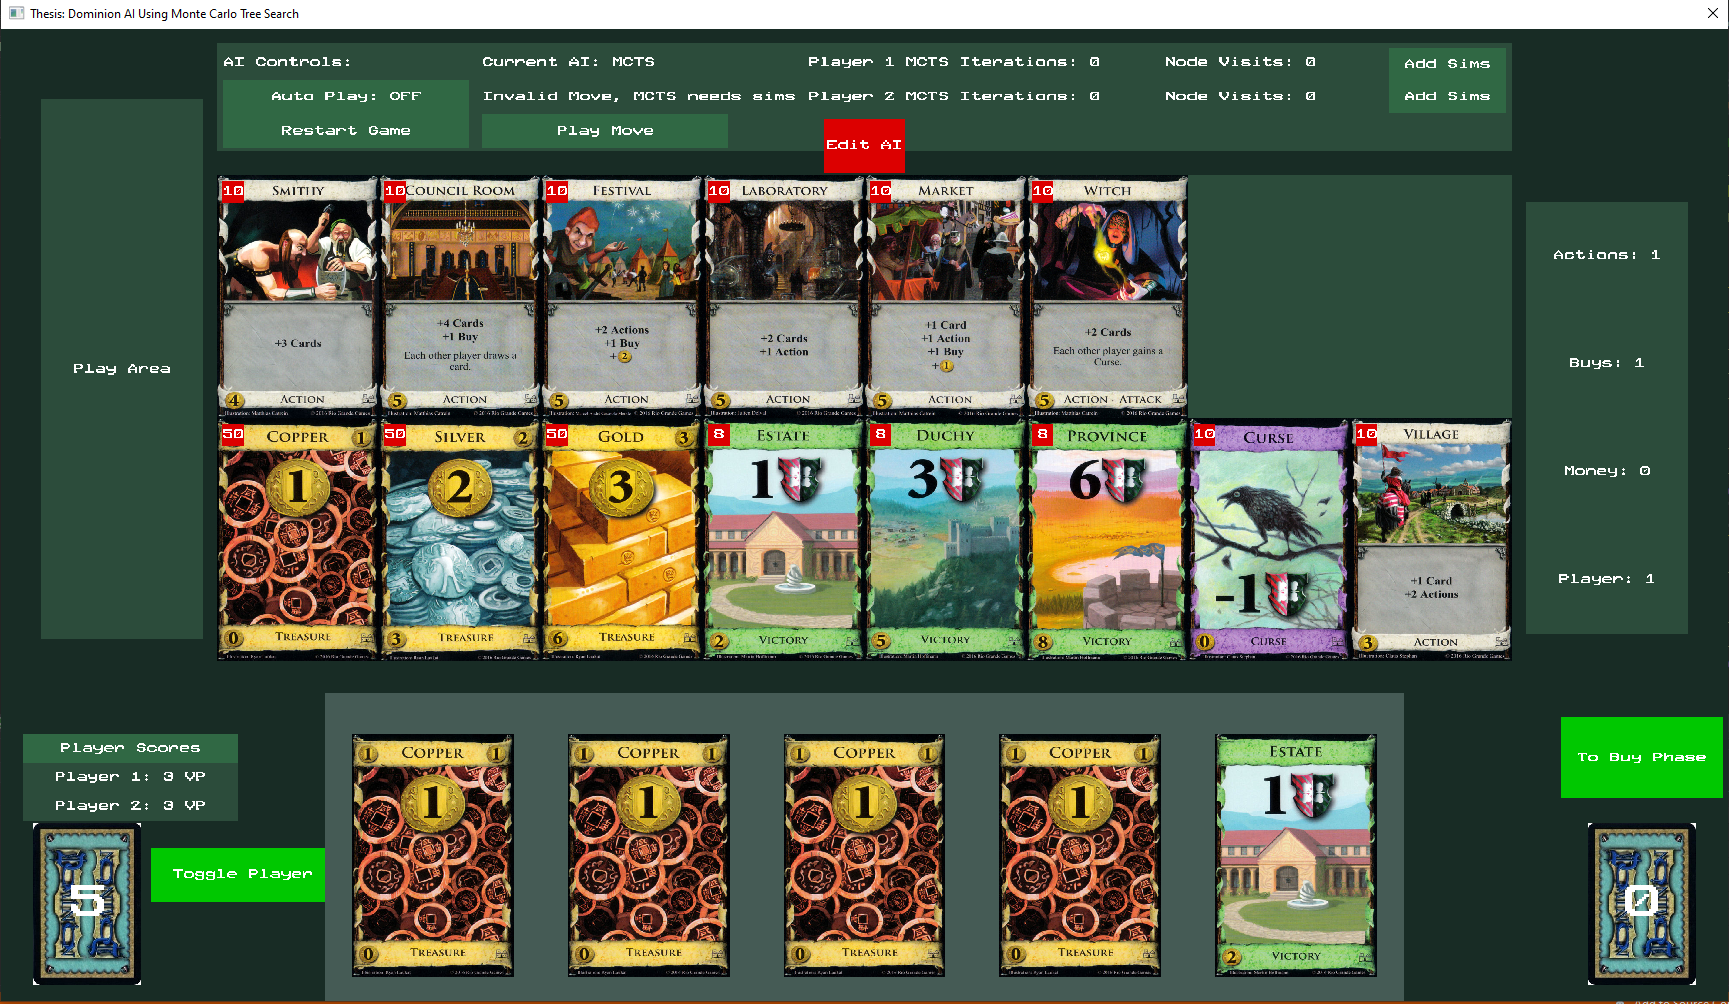 Thesis: Dominion AI Using Monte Carlo Tree Search
AI Controls:
Current AI: MCTS
Player 1 MCTS Iterations: 0
Node Visits: 0
Add Sims
Auto Play: OFF
Invalid Move, MCTS needs sims
Player 2 MCTS Iterations: 0
Node Visits: 0
Add Sims
Restart Game
Play Move
Edit AI
Play Area
10 SMITHY
+3 Cards
4 ACTION
10 COUNCIL ROOM
+4 Cards
+1 Buy
Each other player draws a
card.
5 ACTION
10 FESTIVAL
+2 Actions
+1 Buy
+2
5 ACTION
10 LABORATORY
+2 Cards
+1 Action
5 ACTION
10 MARKET
+1 Card
+1 Action
+1 Buy
+1
5 ACTION
10 WITCH
+2 Cards
Each other player gains a
Curse.
5 ACTION - ATTACK
50 COPPER 1
1
0 TREASURE
50 SILVER 2
2
3 TREASURE
50 GOLD 3
3
6 TREASURE
8 ESTATE
1
2 VICTORY
8 DUCHY
3
5 VICTORY
8 PROVINCE
6
8 VICTORY
10 CURSE
-1
0 CURSE
10 VILLAGE
+1 Card
+2 Actions
3 ACTION
Actions: 1
Buys: 1
Money: 0
Player: 1
Player Scores
Player 1: 3 VP
Player 2: 3 VP
5
Toggle Player
1 COPPER 1
1
0 TREASURE
1 COPPER 1
1
0 TREASURE
1 COPPER 1
1
0 TREASURE
1 COPPER 1
1
0 TREASURE
ESTATE
1
2 VICTORY
To Buy Phase
0